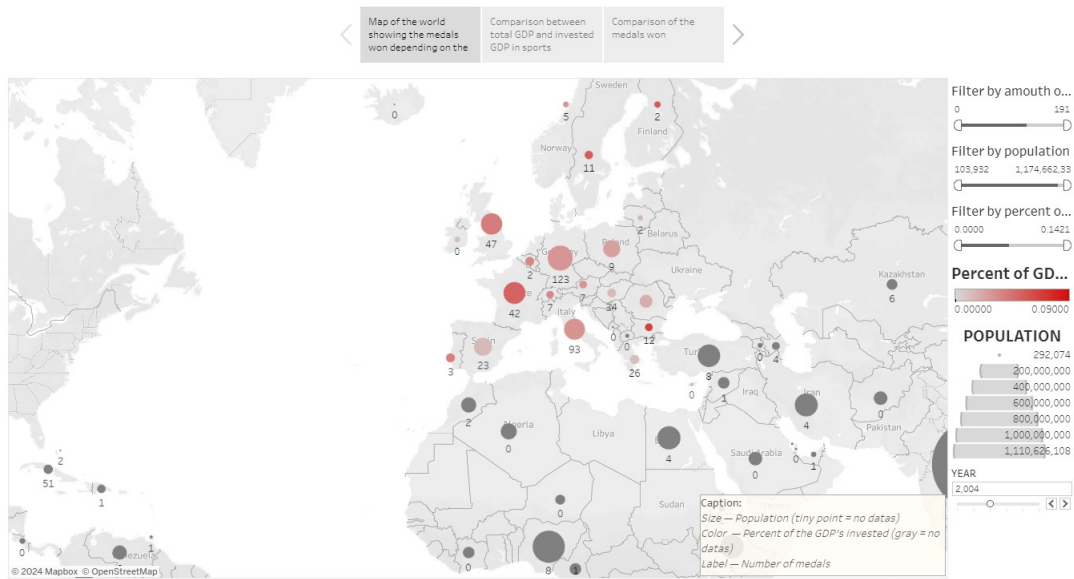 Map of the world
showing the medals
won depending on the
Comparison between
total GDP and invested
GDP in sports
Comparison of the
medals won
Filter by amouth o...
0 191
Filter by population
103,932 1,174,662,33
Filter by percent o...
0.0000 0.1421
Percent of GD...
0.00000 0.09000
POPULATION
292,074
200,000,000
400,000,000
600,000,000
800,000,000
1,000,000,000
1,110,626,108
YEAR
2,004
Sweden
0
5
2
Finland
Norway
11
47
0
2
Belarus
Poland
9
2
123
Ukraine
Kazakhstan
6
42
7
7
34
Italy
93
0
0
12
26
3
23
8
0
4
0
1
Iraq
Iran
4
0
Pakistan
2
0
Libya
4
Saudi Arabia
0
0
1
2
51
1
0
Sudan
0
0
8
1
1
Caption:
Size — Population (tiny point = no datas)
Color — Percent of the GDP's invested (gray = no
datas)
Label — Number of medals
© 2024 Mapbox © OpenStreetMap